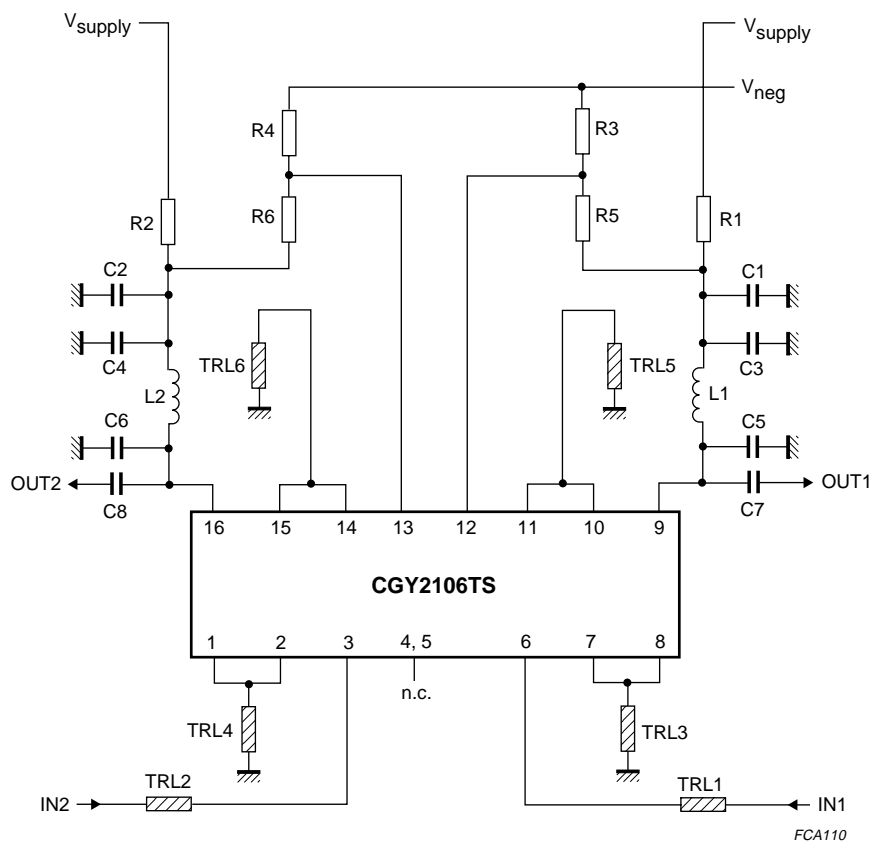 Vsupply
Vsupply
Vneg
R4
R3
R2
R6
R5
R1
C2
C1
TRL6
TRL5
C4
C3
L2
L1
C6
C5
OUT2
OUT1
C8
C7
16 15 14 13 12 11 10 9
CGY2106TS
1 2 3 4, 5 6 7 8
n.c.
TRL4
TRL3
TRL2
TRL1
IN2
IN1
FCA110